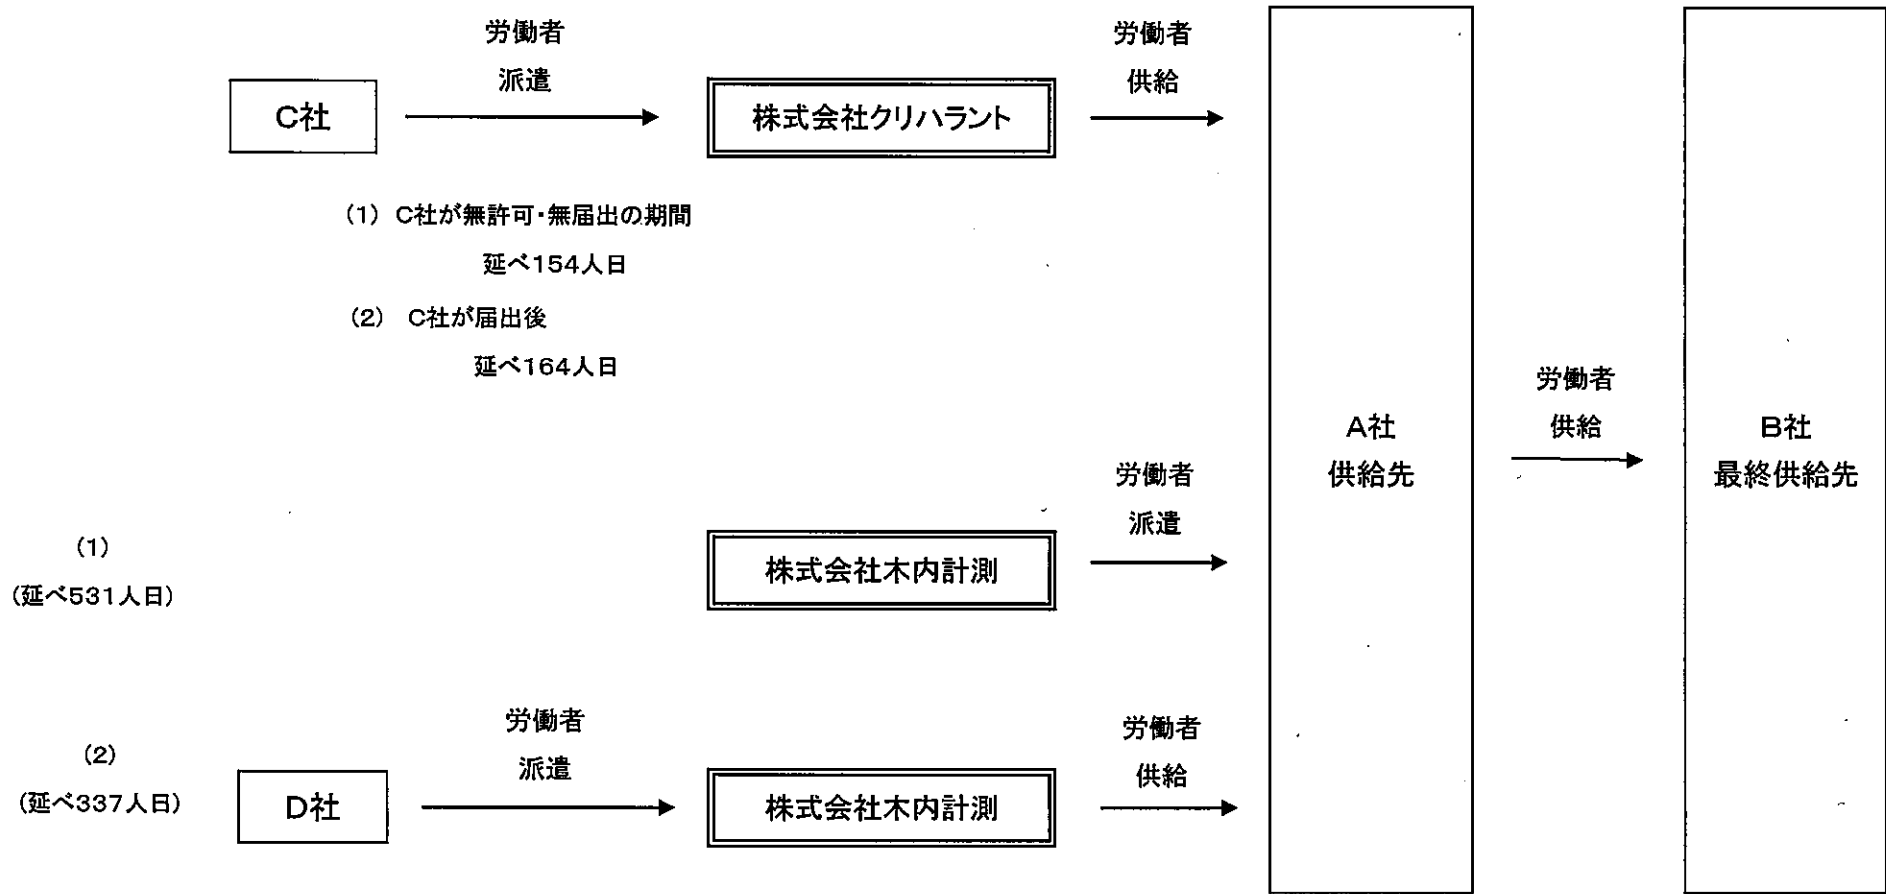 労働者
派遣
労働者
供給
C社
株式会社クリハラント
(1) C社が無許可・無届出の期間
延べ154人日
(2) C社が届出後
延べ164人日
労働者
供給
A社
供給先
B社
最終供給先
労働者
派遣
(1)
(延べ531人日)
株式会社木内計測
労働者
派遣
労働者
供給
(2)
(延べ337人日)
D社
株式会社木内計測